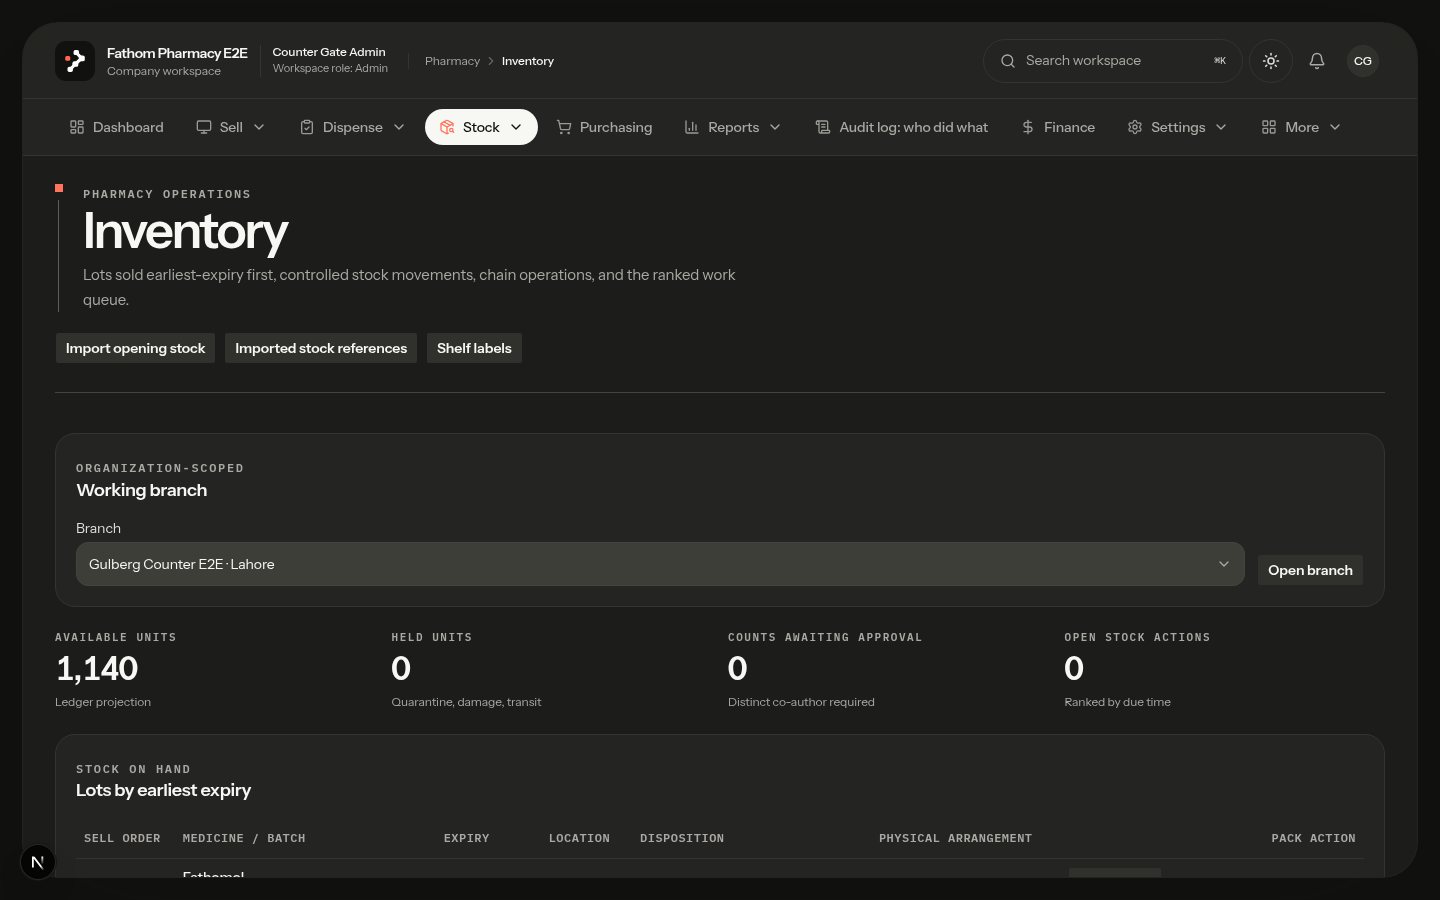 Fathom Pharmacy E2E
Company workspace
Counter Gate Admin
Workspace role: Admin
Pharmacy > Inventory
Search workspace
⌘K
CG
Dashboard
Sell
Dispense
Stock
Purchasing
Reports
Audit log: who did what
Finance
Settings
More
PHARMACY OPERATIONS
Inventory
Lots sold earliest-expiry first, controlled stock movements, chain operations, and the ranked work
queue.
Import opening stock
Imported stock references
Shelf labels
ORGANIZATION-SCOPED
Working branch
Branch
Gulberg Counter E2E · Lahore
Open branch
AVAILABLE UNITS
1,140
Ledger projection
HELD UNITS
0
Quarantine, damage, transit
COUNTS AWAITING APPROVAL
0
Distinct co-author required
OPEN STOCK ACTIONS
0
Ranked by due time
STOCK ON HAND
Lots by earliest expiry
SELL ORDER
MEDICINE / BATCH
EXPIRY
LOCATION
DISPOSITION
PHYSICAL ARRANGEMENT
PACK ACTION
N